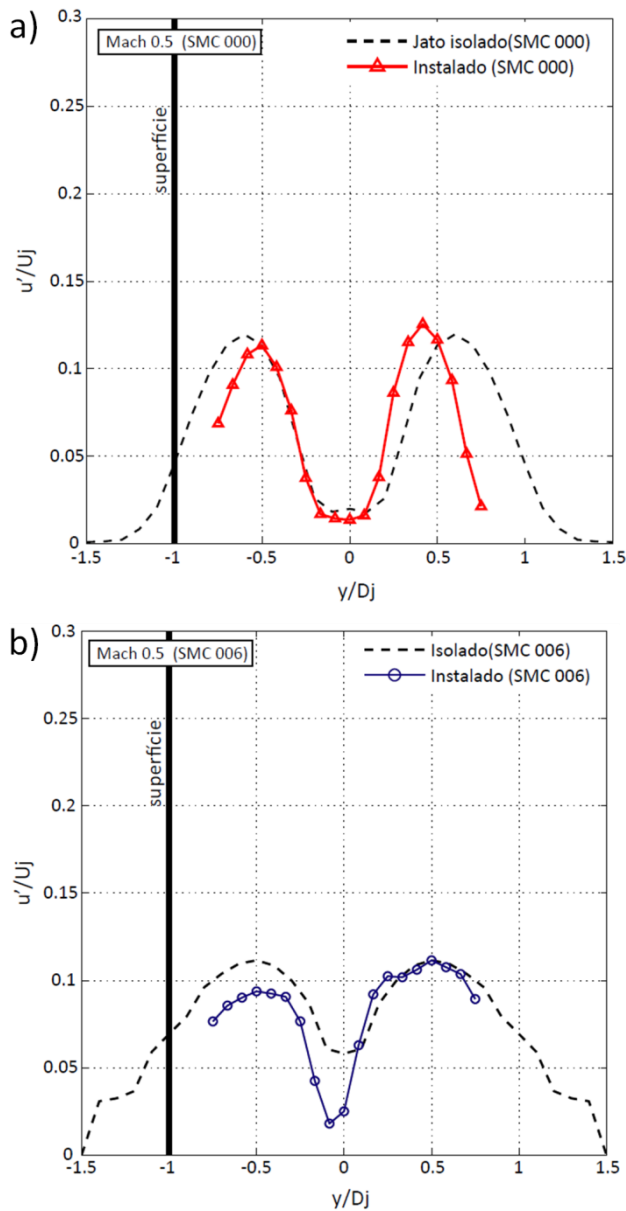 a)
Mach 0.5 (SMC 000)
Jato isolado(SMC 000)
Instalado (SMC 000)
superfície
0.3
0.25
0.2
0.15
0.1
0.05
0
u'/Uj
-1.5 -1 -0.5 0 0.5 1 1.5
y/Dj
b)
Mach 0.5 (SMC 006)
Isolado(SMC 006)
Instalado (SMC 006)
superfície
0.3
0.25
0.2
0.15
0.1
0.05
0
u'/Uj
-1.5 -1 -0.5 0 0.5 1 1.5
y/Dj